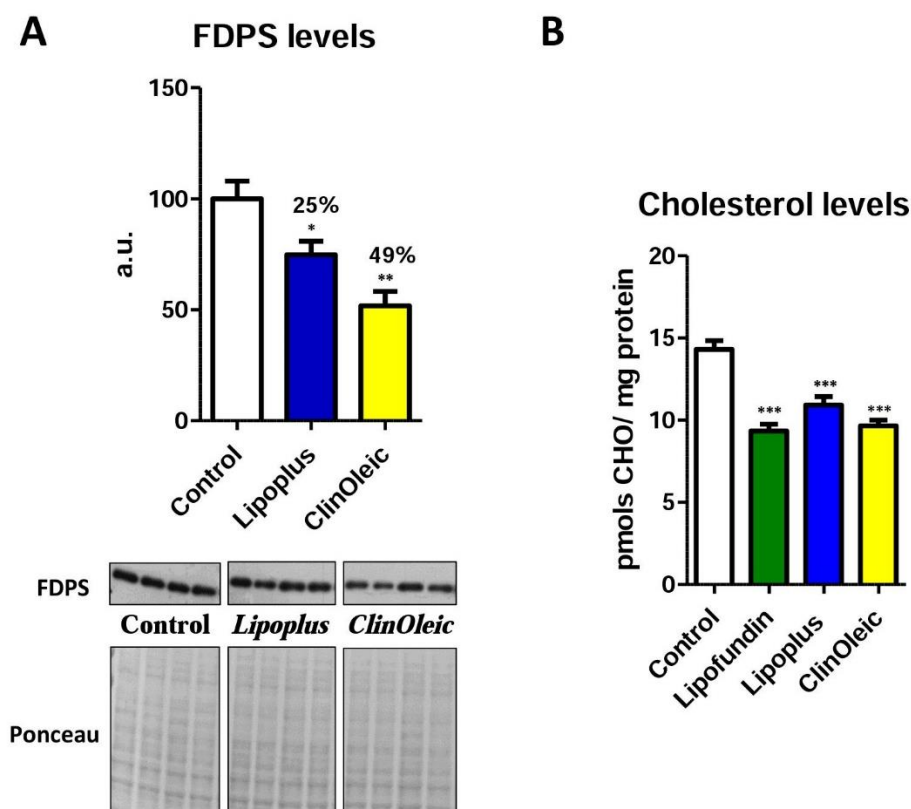 A
FDPS levels
150
100
50
0
a.u.
25%
*
49%
**
Control
Lipoplus
ClinOleic
FDPS
Control Lipoplus ClinOleic
Ponceau
B
Cholesterol levels
20
15
10
5
0
pmols CHO/ mg protein
***
***
***
Control
Lipofundin
Lipoplus
ClinOleic